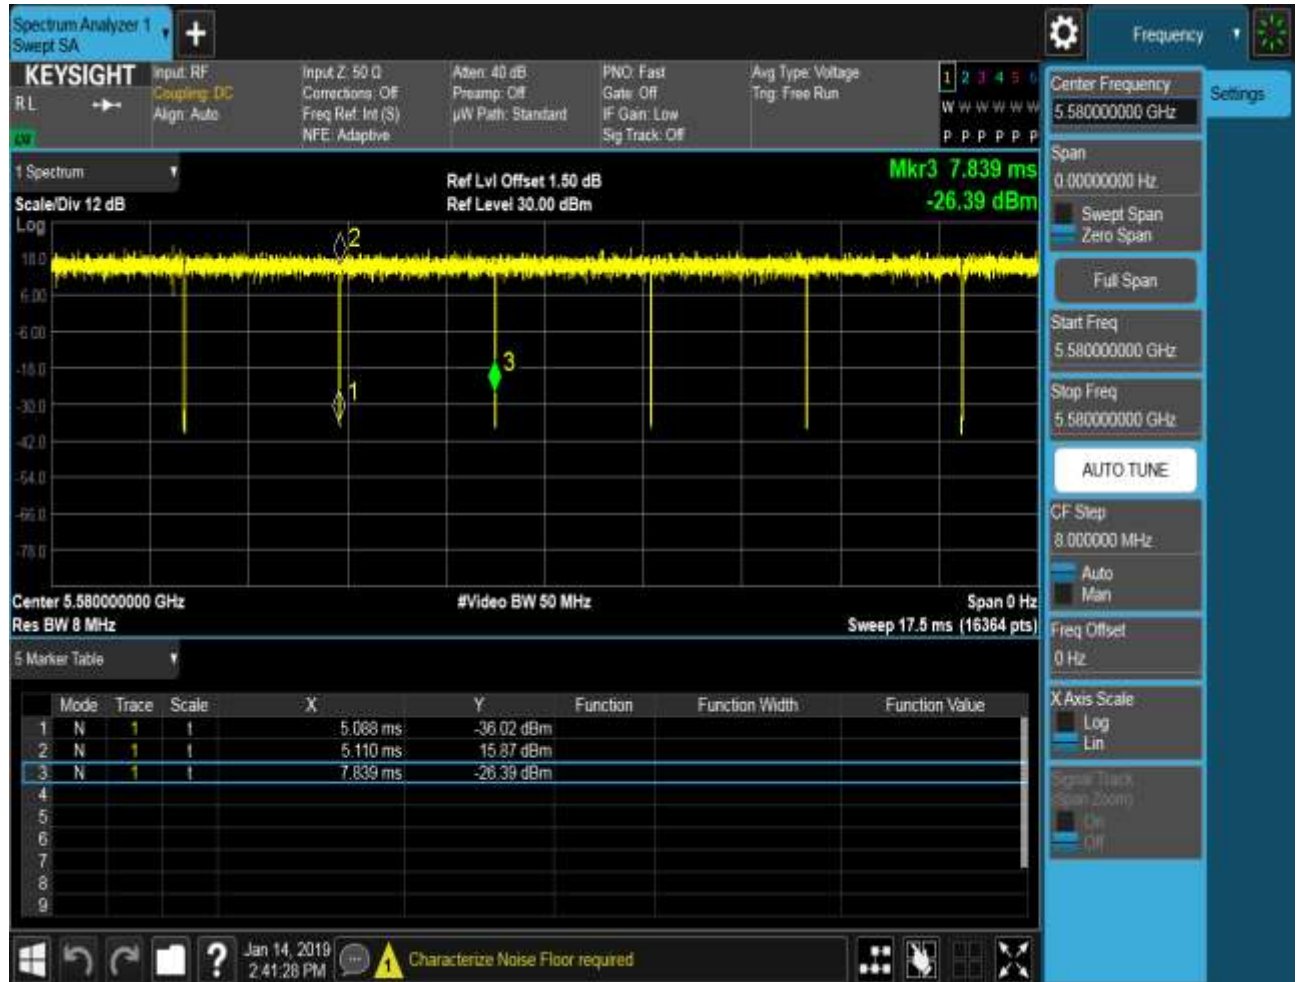 Spectrum Analyzer 1
Swept SA
+
Frequency
KEYSIGHT
RL
Input: RF
Coupling: DC
Align: Auto
Input Z: 50 Ω
Corrections: Off
Freq Ref: Int (S)
NFE: Adaptive
Atten: 40 dB
Preamp: Off
µW Path: Standard
PNO: Fast
Gate: Off
IF Gain: Low
Sig Track: Off
Avg Type: Voltage
Trig: Free Run
1 2 3 4 5 6
W W W W W W
P P P P P P
1 Spectrum
Scale/Div 12 dB
Ref Lvl Offset 1.50 dB
Ref Level 30.00 dBm
Mkr3 7.839 ms
-26.39 dBm
Log
18.0
6.00
-6.00
-18.0
-30.0
-42.0
-54.0
-66.0
-78.0
2
1
3
Center 5.580000000 GHz
#Video BW 50 MHz
Span 0 Hz
Res BW 8 MHz
Sweep 17.5 ms (16364 pts)
5 Marker Table
Mode Trace Scale X Y Function Function Width Function Value
1 N 1 t 5.088 ms -36.02 dBm
2 N 1 t 5.110 ms 15.87 dBm
3 N 1 t 7.839 ms -26.39 dBm
4
5
6
7
8
9
?
Jan 14, 2019
2:41:28 PM
1
Characterize Noise Floor required
Center Frequency
5.580000000 GHz
Settings
Span
0.00000000 Hz
Swept Span
Zero Span
Full Span
Start Freq
5.580000000 GHz
Stop Freq
5.580000000 GHz
AUTO TUNE
CF Step
8.000000 MHz
Auto
Man
Freq Offset
0 Hz
X Axis Scale
Log
Lin
Signal Track
(Span Zoom)
On
Off